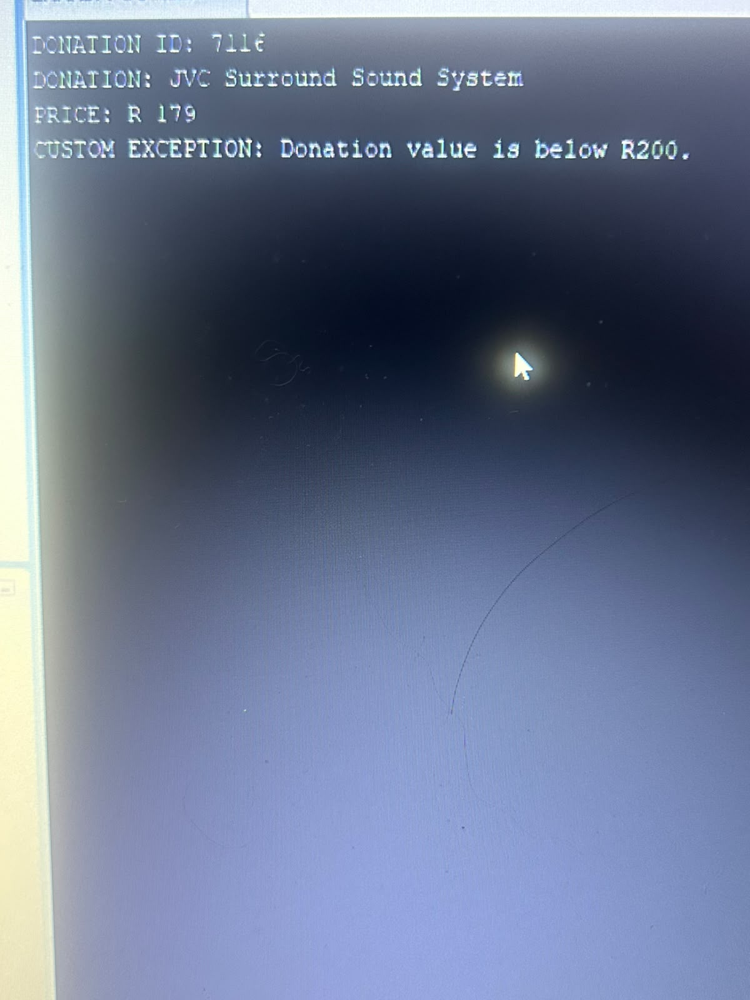 DONATION ID: 7116
DONATION: JVC Surround Sound System
PRICE: R 179
CUSTOM EXCEPTION: Donation value is below R200.